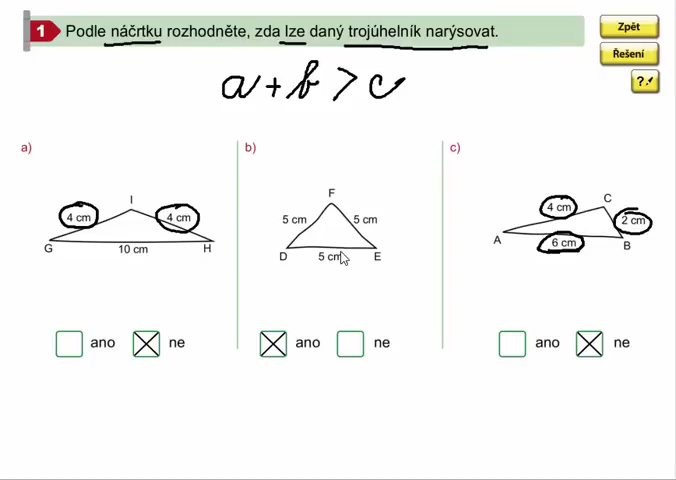 1 Podle náčrtku rozhodněte, zda lze daný trojúhelník narýsovat.
Zpět
Řešení
?
a + b > c
a)
I
4 cm 4 cm
G 10 cm H
ano ne
b)
F
5 cm 5 cm
D 5 cm E
ano ne
c)
C
4 cm 2 cm
A 6 cm B
ano ne